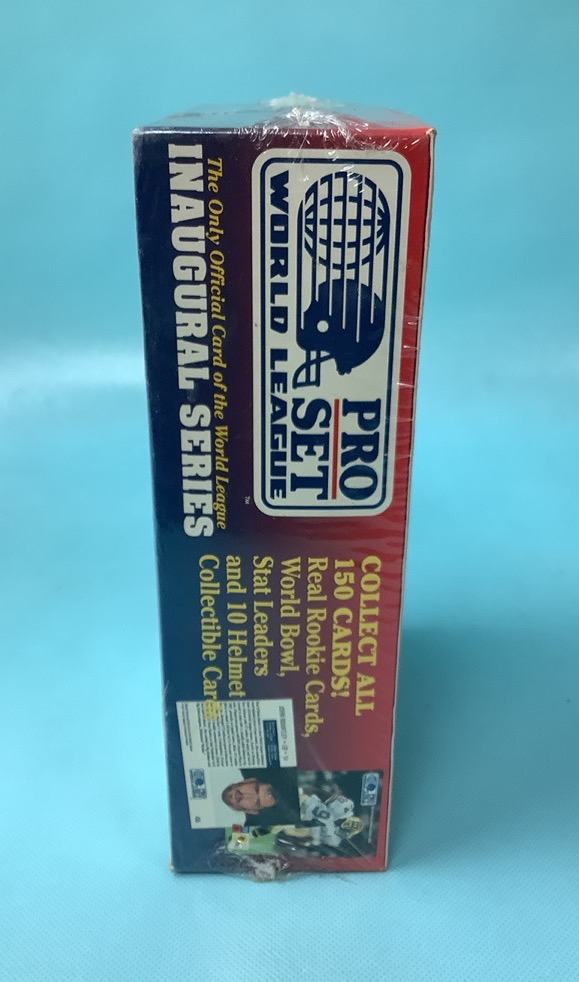 PRO
SET
WORLD LEAGUE
™
The Only Official Card of the World League
INAUGURAL SERIES
COLLECT ALL
150 CARDS!
Real Rookie Cards,
World Bowl,
Stat Leaders
and 10 Helmet
Collectible Cards